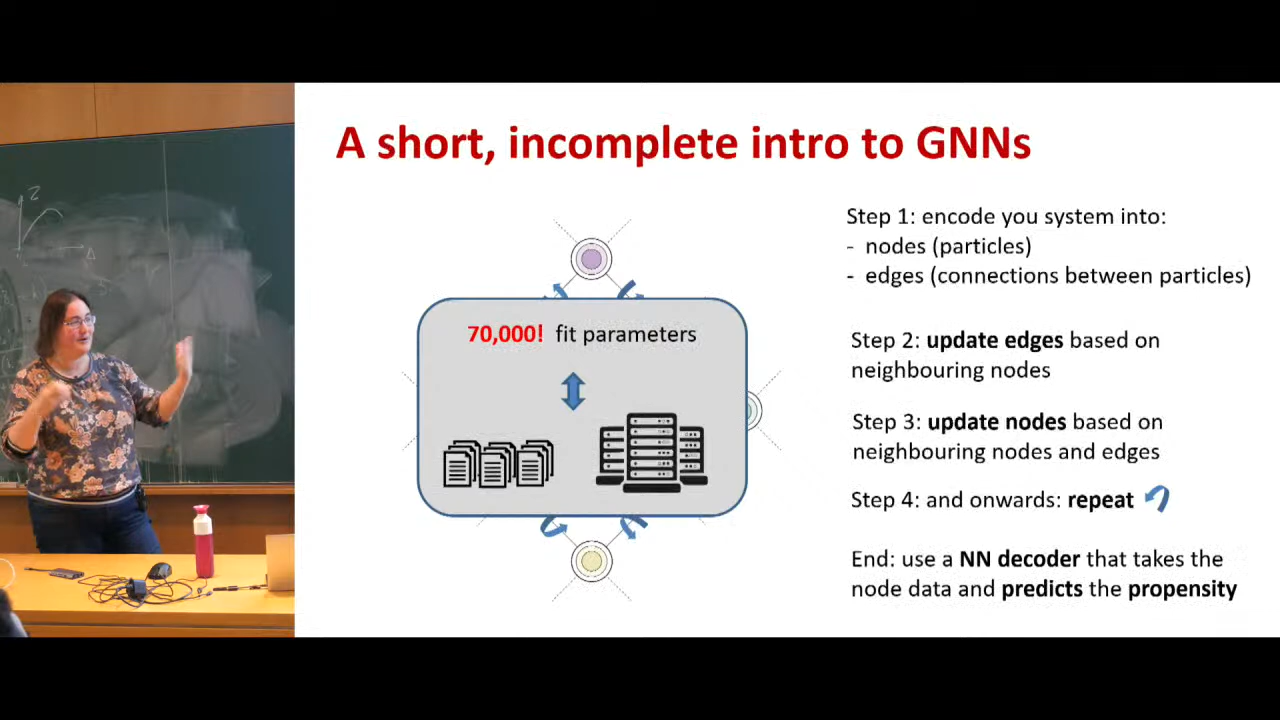 A short, incomplete intro to GNNs
Step 1: encode you system into:
- nodes (particles)
- edges (connections between particles)
70,000! fit parameters
Step 2: update edges based on
neighbouring nodes
Step 3: update nodes based on
neighbouring nodes and edges
Step 4: and onwards: repeat
End: use a NN decoder that takes the
node data and predicts the propensity